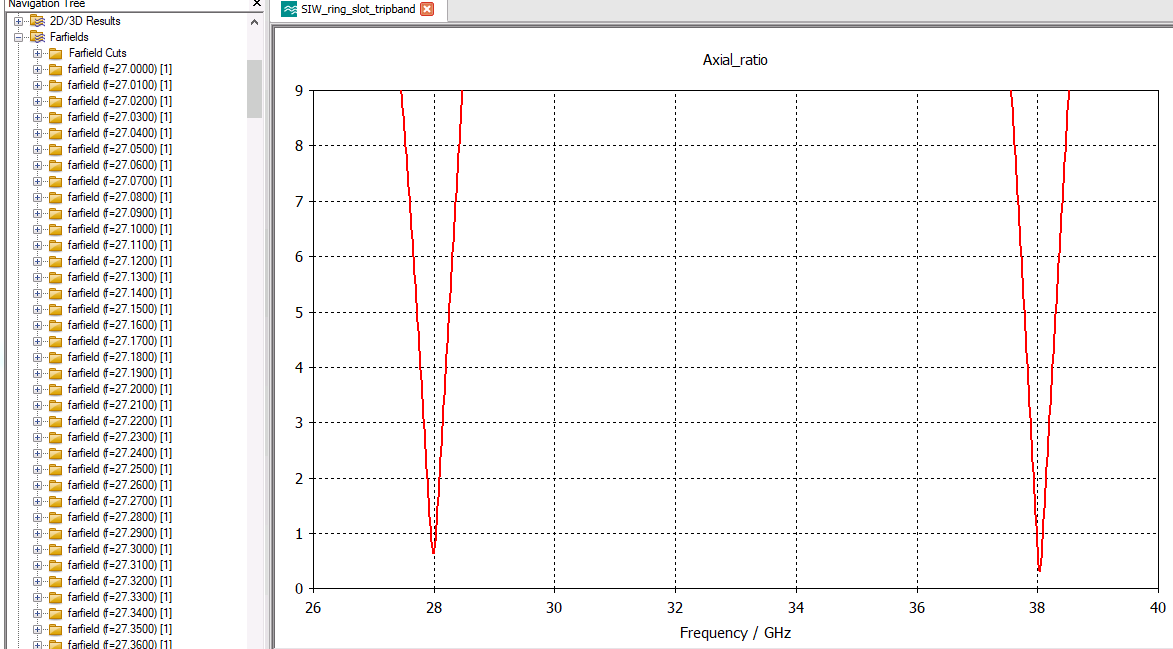 Navigation Tree
2D/3D Results
Farfields
Farfield Cuts
farfield (f=27.0000) [1]
farfield (f=27.0100) [1]
farfield (f=27.0200) [1]
farfield (f=27.0300) [1]
farfield (f=27.0400) [1]
farfield (f=27.0500) [1]
farfield (f=27.0600) [1]
farfield (f=27.0700) [1]
farfield (f=27.0800) [1]
farfield (f=27.0900) [1]
farfield (f=27.1000) [1]
farfield (f=27.1100) [1]
farfield (f=27.1200) [1]
farfield (f=27.1300) [1]
farfield (f=27.1400) [1]
farfield (f=27.1500) [1]
farfield (f=27.1600) [1]
farfield (f=27.1700) [1]
farfield (f=27.1800) [1]
farfield (f=27.1900) [1]
farfield (f=27.2000) [1]
farfield (f=27.2100) [1]
farfield (f=27.2200) [1]
farfield (f=27.2300) [1]
farfield (f=27.2400) [1]
farfield (f=27.2500) [1]
farfield (f=27.2600) [1]
farfield (f=27.2700) [1]
farfield (f=27.2800) [1]
farfield (f=27.2900) [1]
farfield (f=27.3000) [1]
farfield (f=27.3100) [1]
farfield (f=27.3200) [1]
farfield (f=27.3300) [1]
farfield (f=27.3400) [1]
farfield (f=27.3500) [1]
farfield (f=27.3600) [1]
SIW_ring_slot_tripband
Axial_ratio
9
8
7
6
5
4
3
2
1
0
26 28 30 32 34 36 38 40
Frequency / GHz